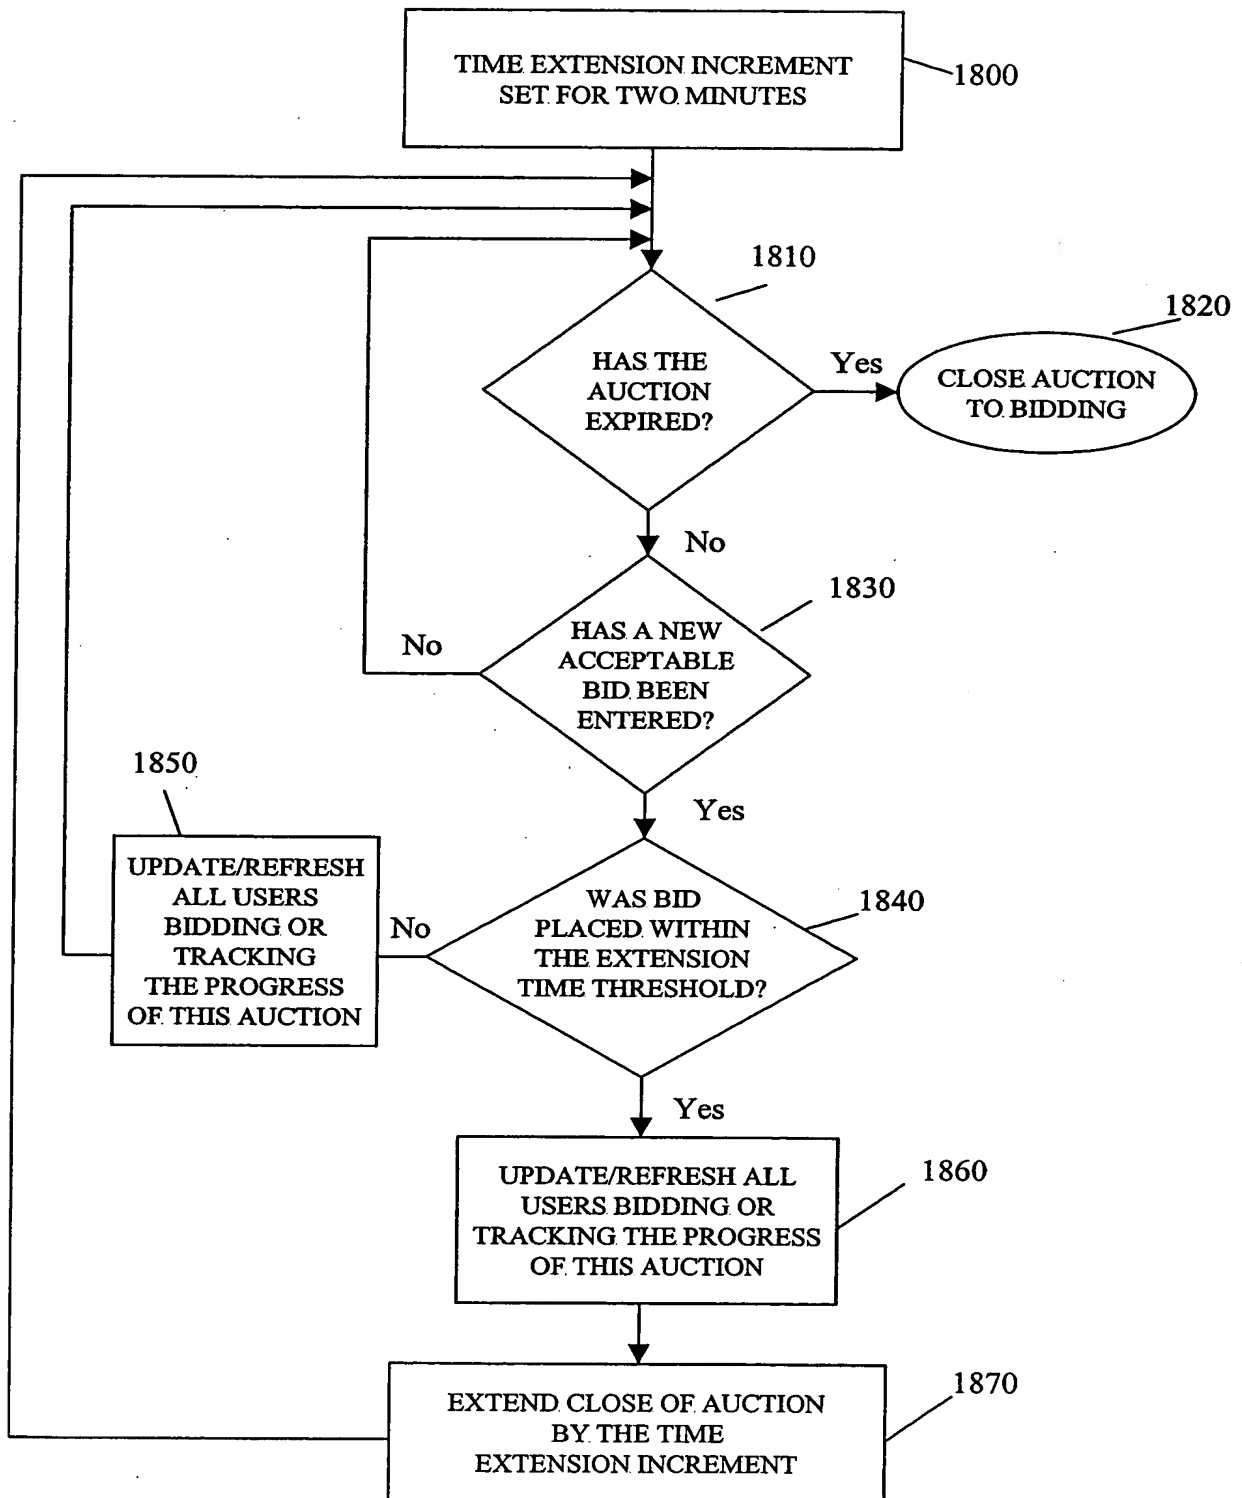 TIME EXTENSION INCREMENT
SET FOR TWO MINUTES
1800
1810
1820
HAS THE
AUCTION
EXPIRED?
Yes
CLOSE AUCTION
TO BIDDING
No
1830
HAS A NEW
ACCEPTABLE
BID BEEN
ENTERED?
No
Yes
1850
UPDATE/REFRESH
ALL USERS
BIDDING OR
TRACKING
THE PROGRESS
OF THIS AUCTION
No
1840
WAS BID
PLACED WITHIN
THE EXTENSION
TIME THRESHOLD?
Yes
1860
UPDATE/REFRESH ALL
USERS BIDDING OR
TRACKING THE PROGRESS
OF THIS AUCTION
1870
EXTEND CLOSE OF AUCTION
BY THE TIME
EXTENSION INCREMENT